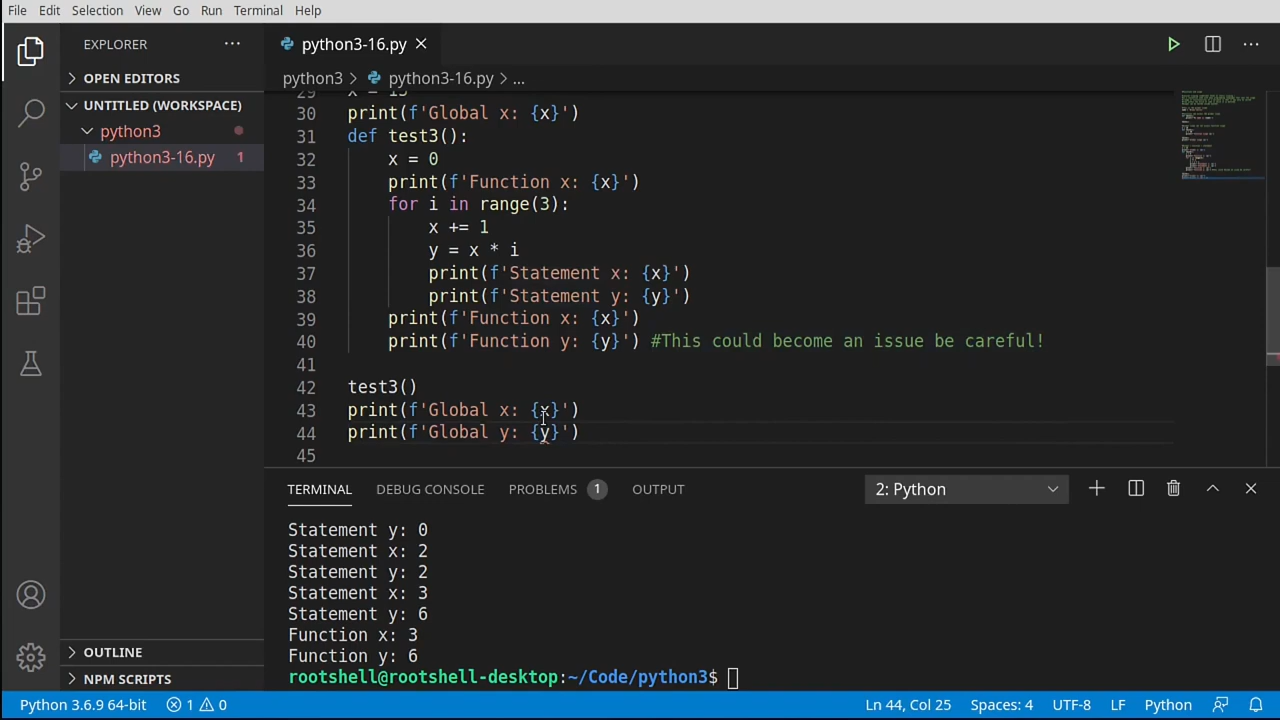 File Edit Selection View Go Run Terminal Help
EXPLORER
python3-16.py
OPEN EDITORS
python3 > python3-16.py > ...
UNTITLED (WORKSPACE)
python3
python3-16.py 1
29 x = 15
30 print(f'Global x: {x}')
31 def test3():
32 x = 0
33 print(f'Function x: {x}')
34 for i in range(3):
35 x += 1
36 y = x * i
37 print(f'Statement x: {x}')
38 print(f'Statement y: {y}')
39 print(f'Function x: {x}')
40 print(f'Function y: {y}') #This could become an issue be careful!
41
42 test3()
43 print(f'Global x: {x}')
44 print(f'Global y: {y}')
45
TERMINAL DEBUG CONSOLE PROBLEMS 1 OUTPUT 2: Python
Statement y: 0
Statement x: 2
Statement y: 2
Statement x: 3
Statement y: 6
Function x: 3
Function y: 6
rootshell@rootshell-desktop:~/Code/python3$
OUTLINE
NPM SCRIPTS
Python 3.6.9 64-bit 1 0 Ln 44, Col 25 Spaces: 4 UTF-8 LF Python